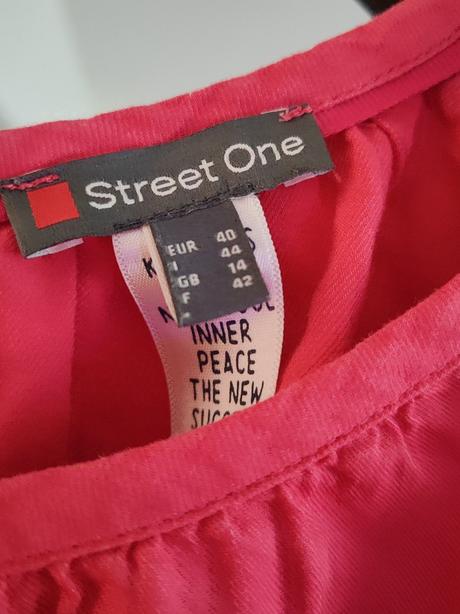 Street One
EUR 40
I 44
GB 14
F 42
INNER
PEACE
THE NEW